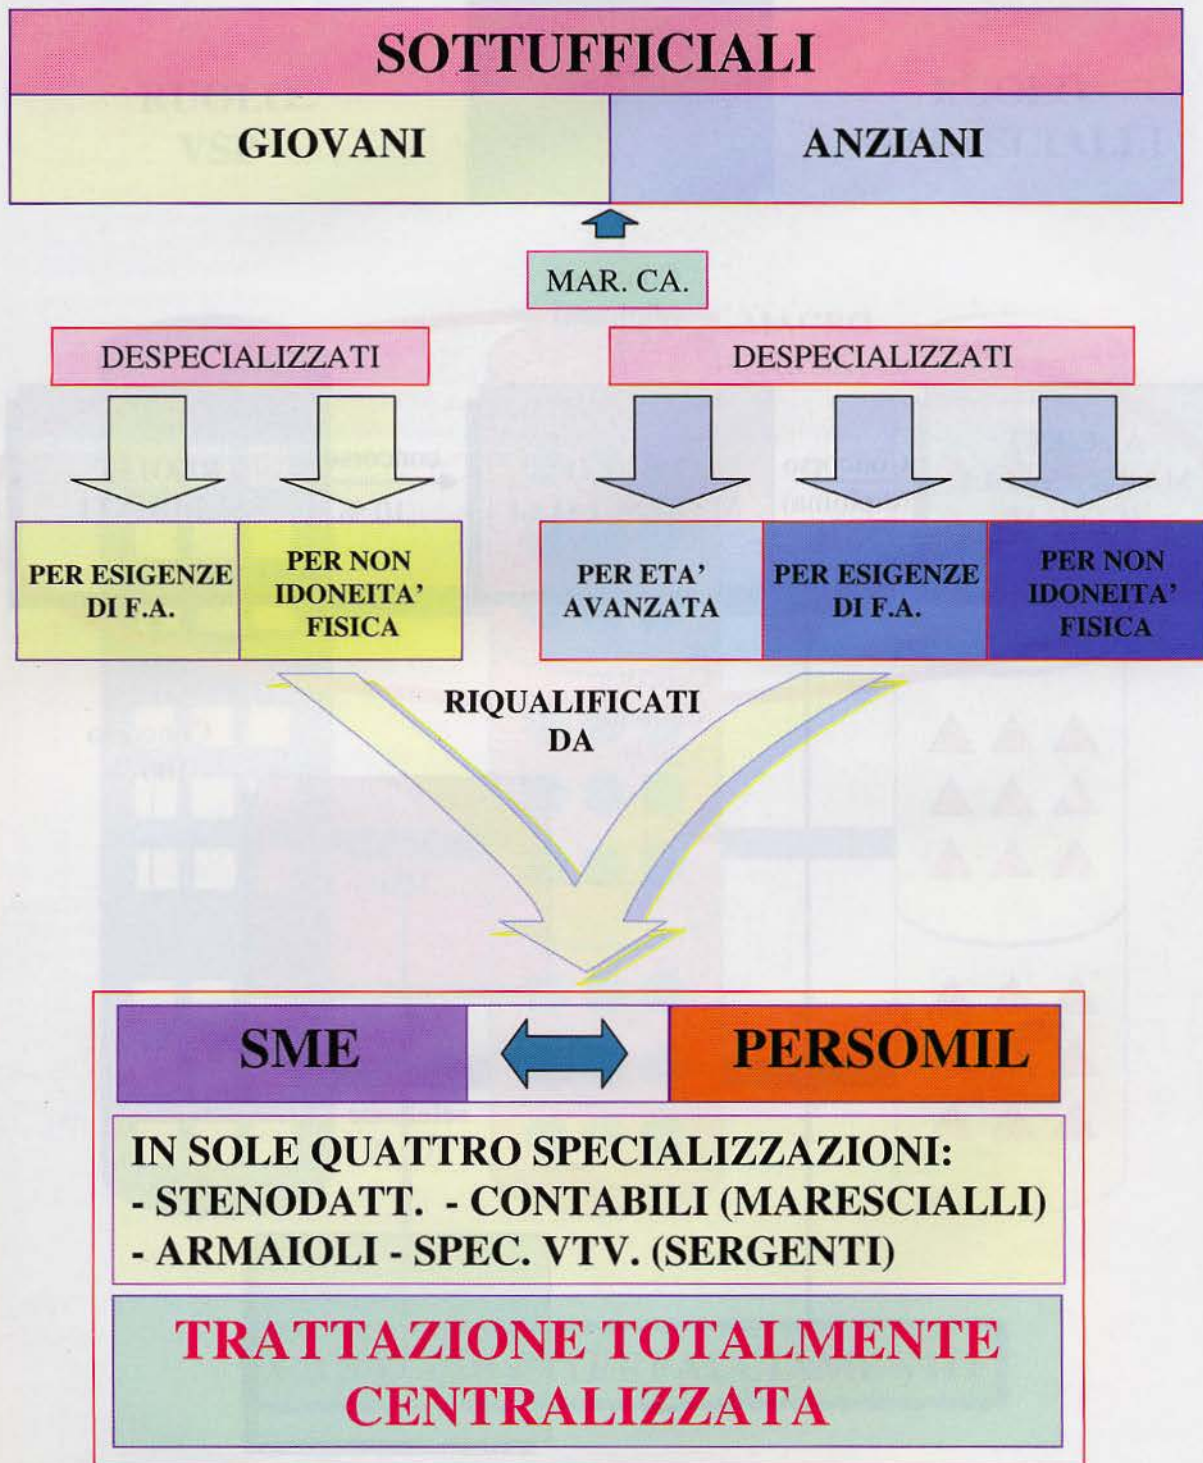 SOTTUFFICIALI
GIOVANI
ANZIANI
MAR. CA.
DESPECIALIZZATI
DESPECIALIZZATI
PER ESIGENZE
DI F.A.
PER NON
IDONEITA'
FISICA
PER ETA'
AVANZATA
PER ESIGENZE
DI F.A.
PER NON
IDONEITA'
FISICA
RIQUALIFICATI
DA
SME
PERSOMIL
IN SOLE QUATTRO SPECIALIZZAZIONI:
- STENODATT. - CONTABILI (MARESCIALLI)
- ARMAIOLI - SPEC. VTV. (SERGENTI)
TRATTAZIONE TOTALMENTE
CENTRALIZZATA